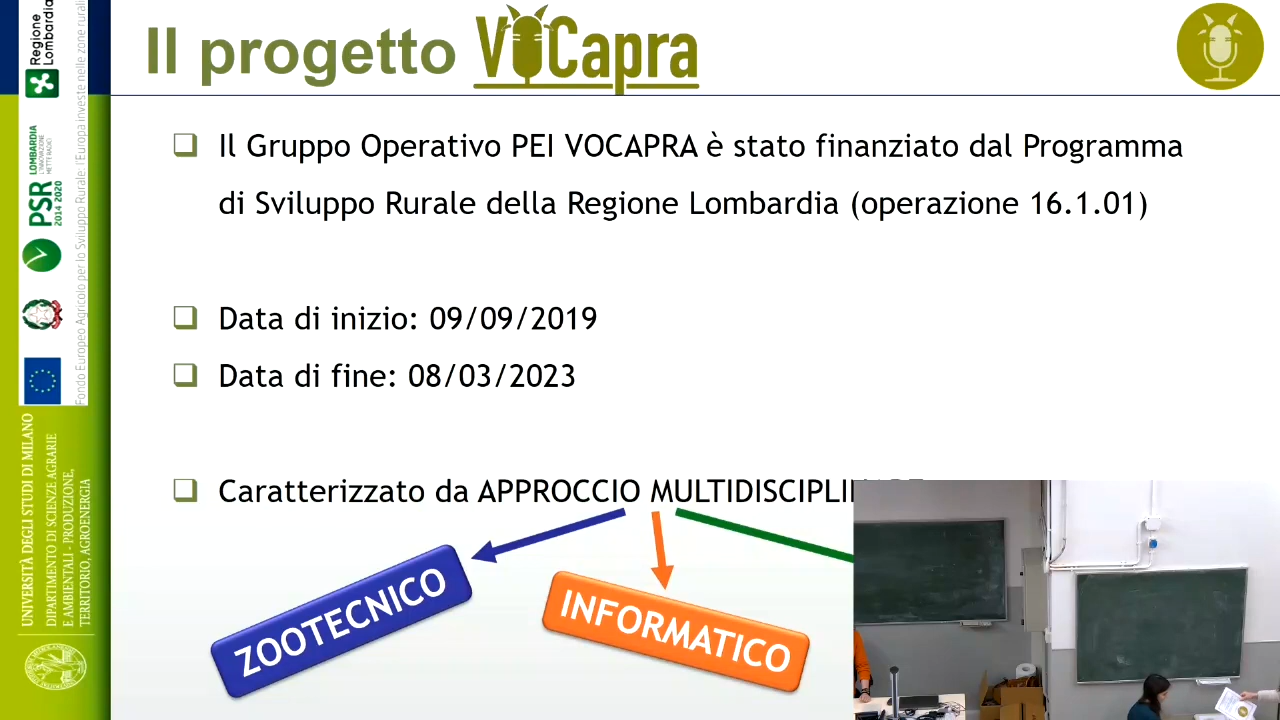 Il progetto VOCapra
Il Gruppo Operativo PEI VOCAPRA è stato finanziato dal Programma
di Sviluppo Rurale della Regione Lombardia (operazione 16.1.01)
Data di inizio: 09/09/2019
Data di fine: 08/03/2023
Caratterizzato da APPROCCIO
ZOOTECNICO
INFORMATICO
Regione
Lombardia
PSR
2014 2020
LOMBARDIA
L'INNOVAZIONE
METTE RADICI
Fondo Europeo Agricolo per lo Sviluppo Rurale: l'Europa investe nelle zone rurali
UNIVERSITÀ DEGLI STUDI DI MILANO
DIPARTIMENTO DI SCIENZE AGRARIE
E AMBIENTALI - PRODUZIONE,
TERRITORIO, AGROENERGIA